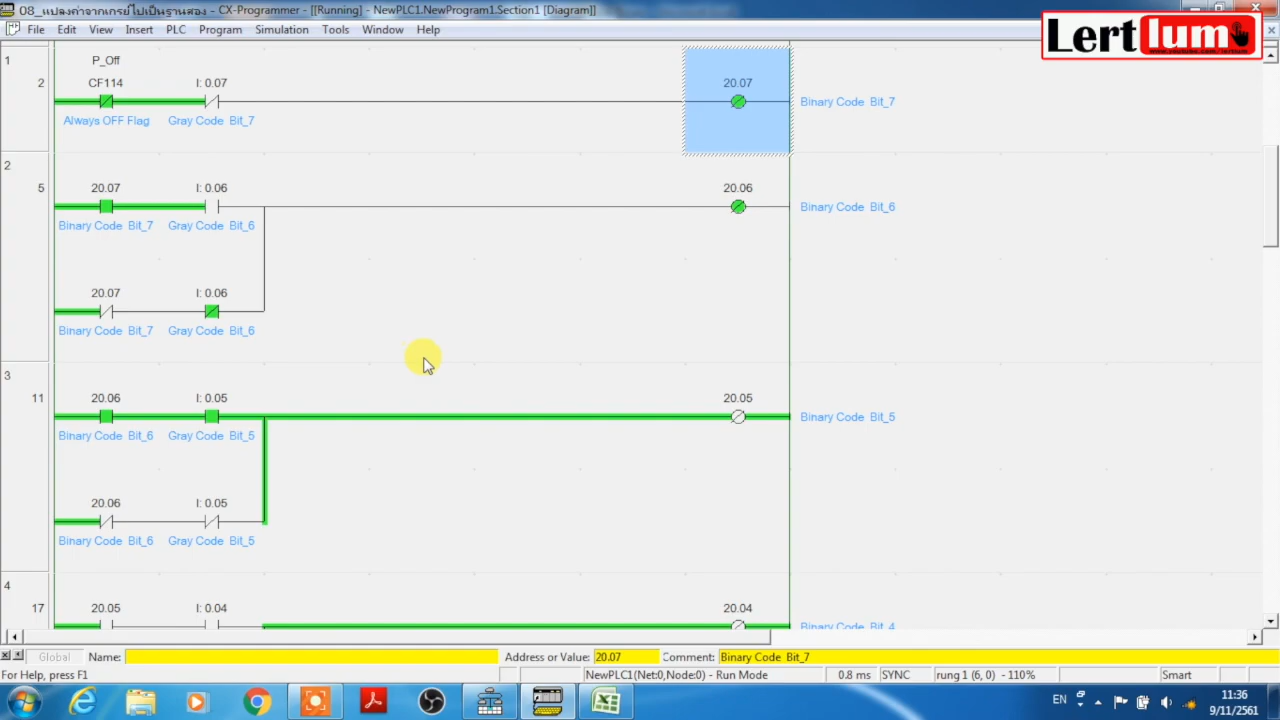 08_แปลงค่าจากเกรย์ไปเป็นฐานสอง - CX-Programmer - [[Running] - NewPLC1.NewProgram1.Section1 [Diagram]]
File Edit View Insert PLC Program Simulation Tools Window Help
Lertlum
www.youtube.com/lertlum
1
P_Off
2 CF114 I: 0.07 20.07
Binary Code Bit_7
Always OFF Flag Gray Code Bit_7
2
5 20.07 I: 0.06 20.06
Binary Code Bit_6
Binary Code Bit_7 Gray Code Bit_6
20.07 I: 0.06
Binary Code Bit_7 Gray Code Bit_6
3
11 20.06 I: 0.05 20.05
Binary Code Bit_5
Binary Code Bit_6 Gray Code Bit_5
20.06 I: 0.05
Binary Code Bit_6 Gray Code Bit_5
4
17 20.05 I: 0.04 20.04
Binary Code Bit_4
Global Name: Address or Value: 20.07 Comment: Binary Code Bit_7
For Help, press F1 NewPLC1(Net:0,Node:0) - Run Mode 0.8 ms SYNC rung 1 (6, 0) - 110% Smart
EN 11:36
9/11/2561